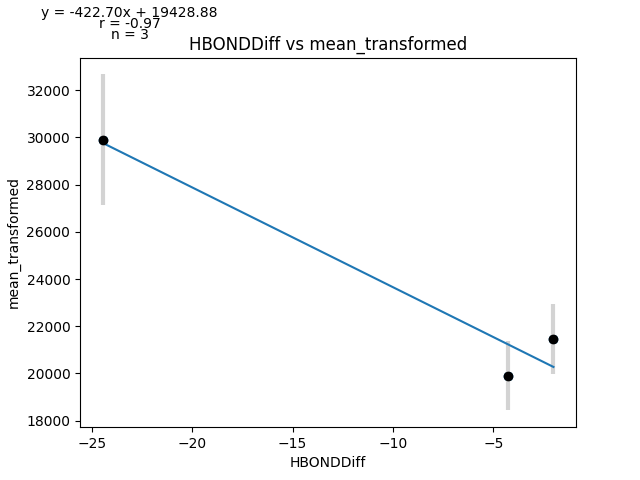 y = -422.70x + 19428.88
r = -0.97
n = 3
HBONDDiff vs mean_transformed
32000
30000
28000
26000
24000
22000
20000
18000
mean_transformed
−25
−20
−15
−10
−5
HBONDDiff